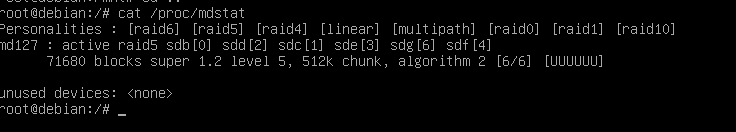 root@debian:/# cat /proc/mdstat
Personalities : [raid6] [raid5] [raid4] [linear] [multipath] [raid0] [raid1] [raid10]
md127 : active raid5 sdb[0] sdd[2] sdc[1] sde[3] sdg[6] sdf[4]
      71680 blocks super 1.2 level 5, 512k chunk, algorithm 2 [6/6] [UUUUUU]

unused devices: <none>
root@debian:/# _